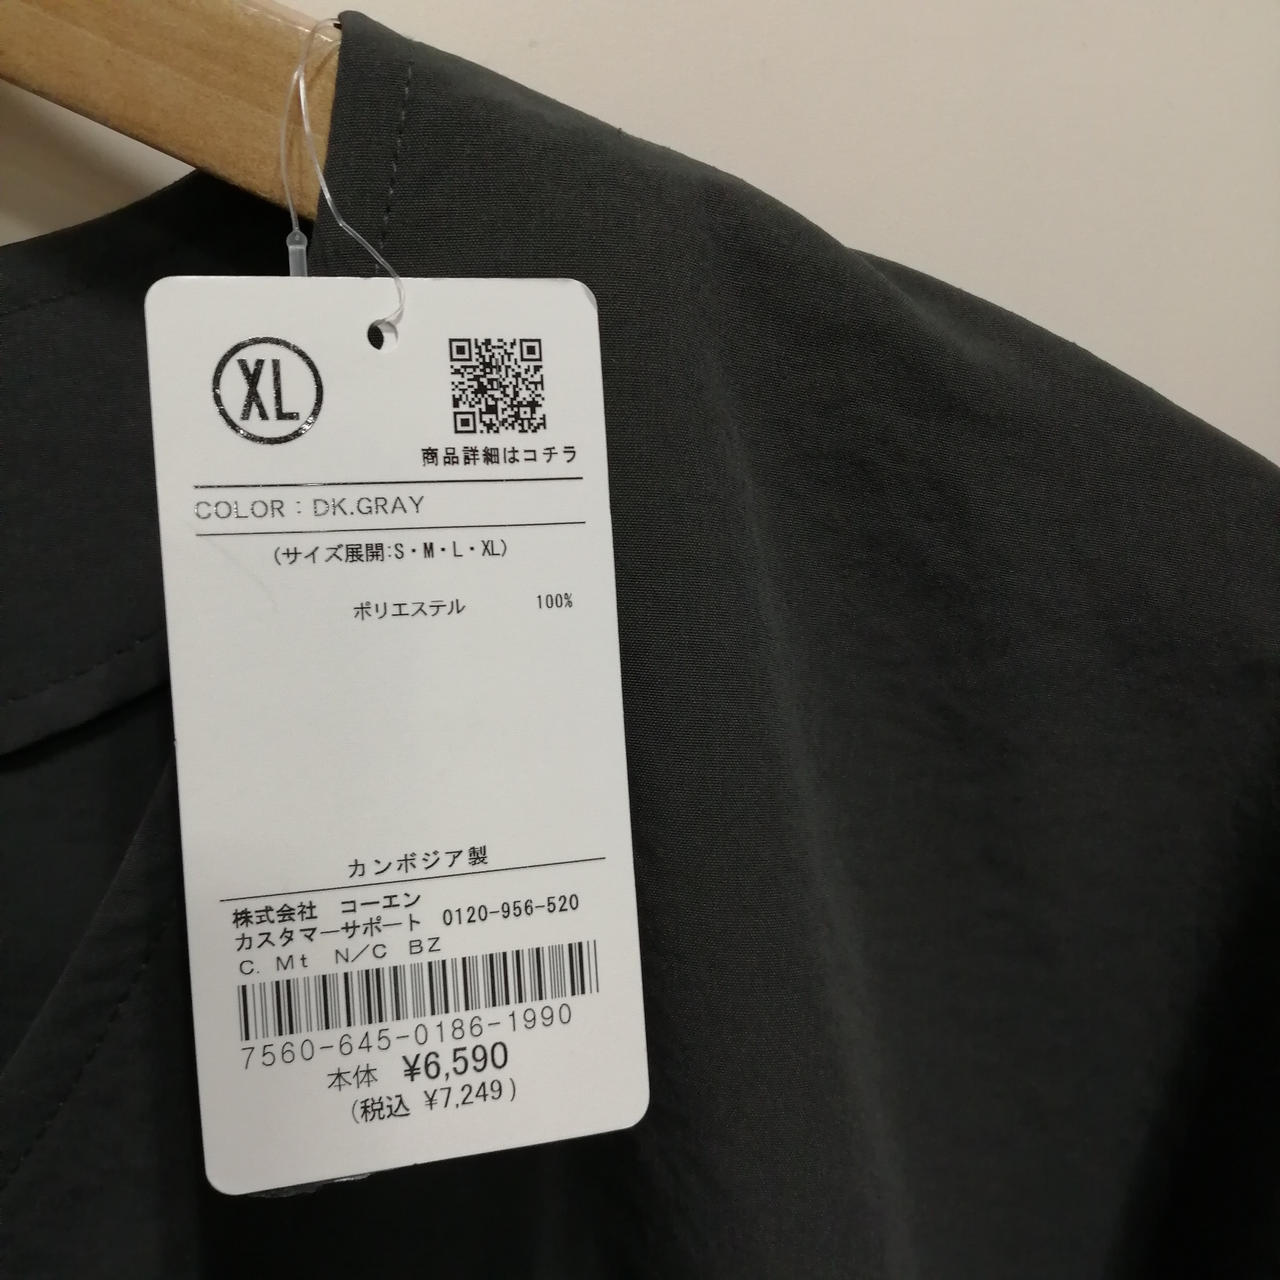 XL
商品詳細はコチラ
COLOR：DK.GRAY
(サイズ展開:S・M・L・XL)
ポリエステル 100%
カンボジア製
株式会社 コーエン
カスタマーサポート 0120-956-520
C. Mt N/C BZ
7560-645-0186-1990
本体 ¥6,590
(税込 ¥7,249)